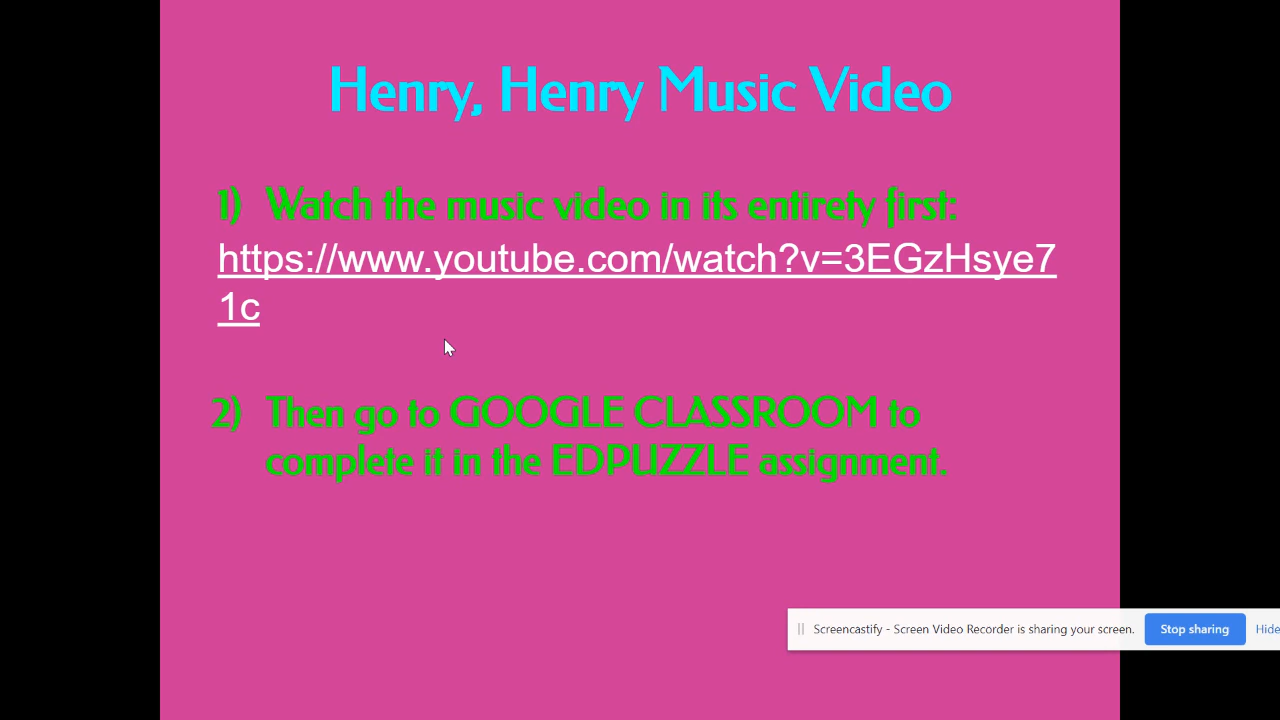 Henry, Henry Music Video
1) Watch the music video in its entirety first:
https://www.youtube.com/watch?v=3EGzHsye7
1c
2) Then go to GOOGLE CLASSROOM to
complete it in the EDPUZZLE assignment.
Screencastify - Screen Video Recorder is sharing your screen. Stop sharing Hide